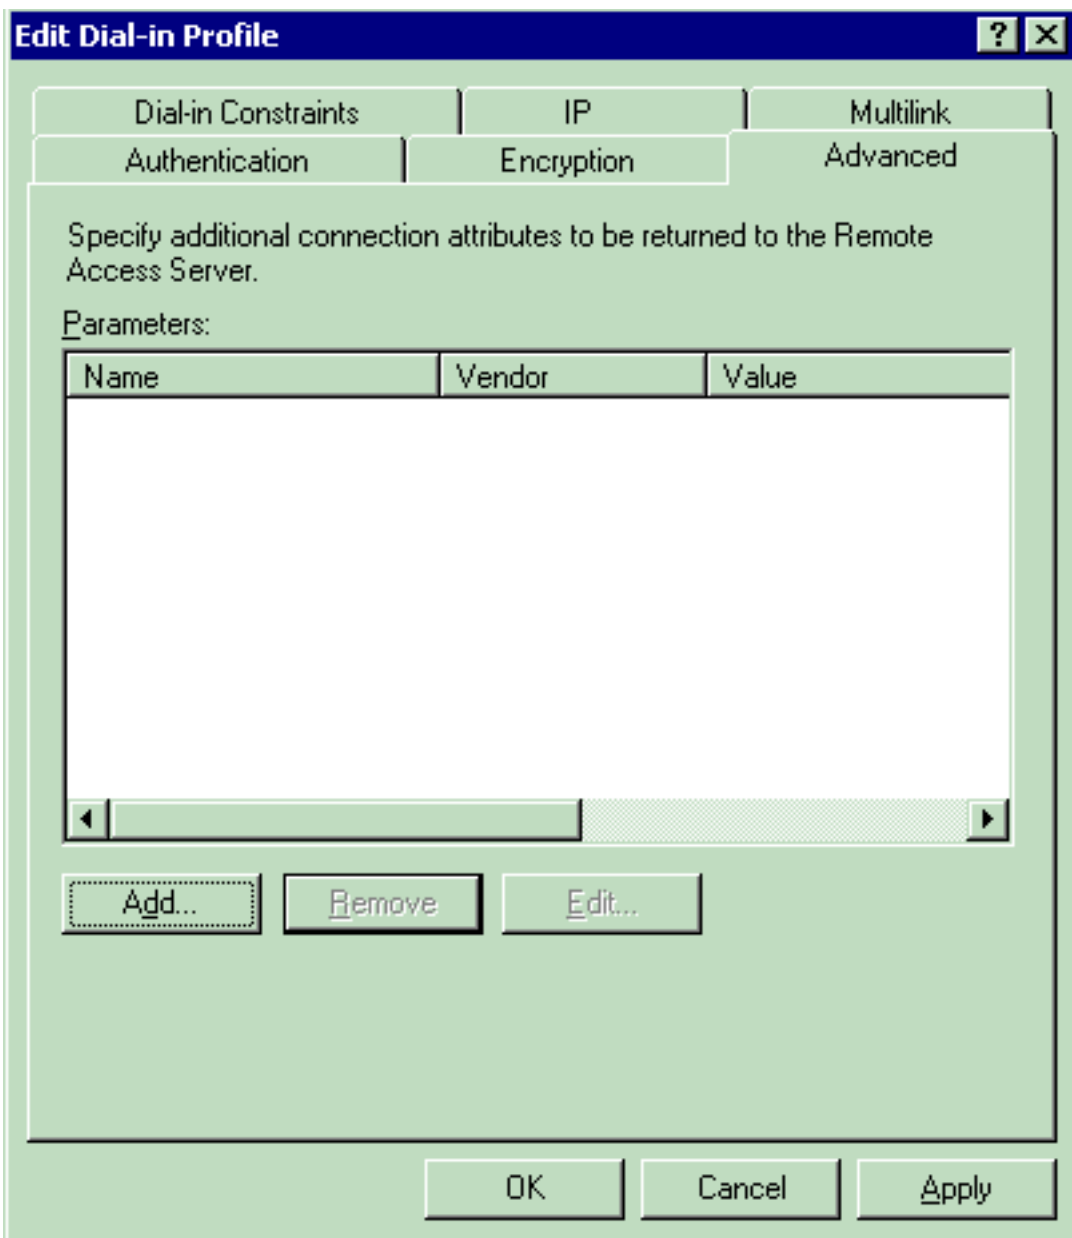 Edit Dial-in Profile
Dial-in Constraints IP Multilink
Authentication Encryption Advanced
Specify additional connection attributes to be returned to the Remote
Access Server.
Parameters:
Name Vendor Value
Add... Remove Edit...
OK Cancel Apply